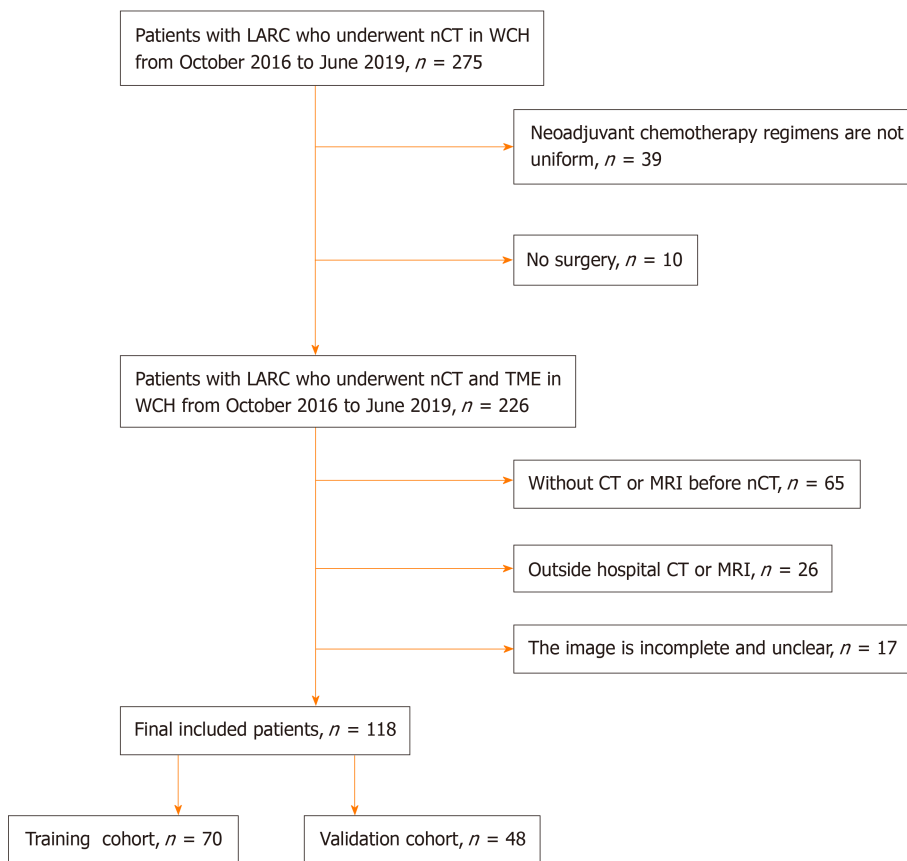 Patients with LARC who underwent nCT in WCH
from October 2016 to June 2019, n = 275
Neoadjuvant chemotherapy regimens are not
uniform, n = 39
No surgery, n = 10
Patients with LARC who underwent nCT and TME in
WCH from October 2016 to June 2019, n = 226
Without CT or MRI before nCT, n = 65
Outside hospital CT or MRI, n = 26
The image is incomplete and unclear, n = 17
Final included patients, n = 118
Training cohort, n = 70
Validation cohort, n = 48